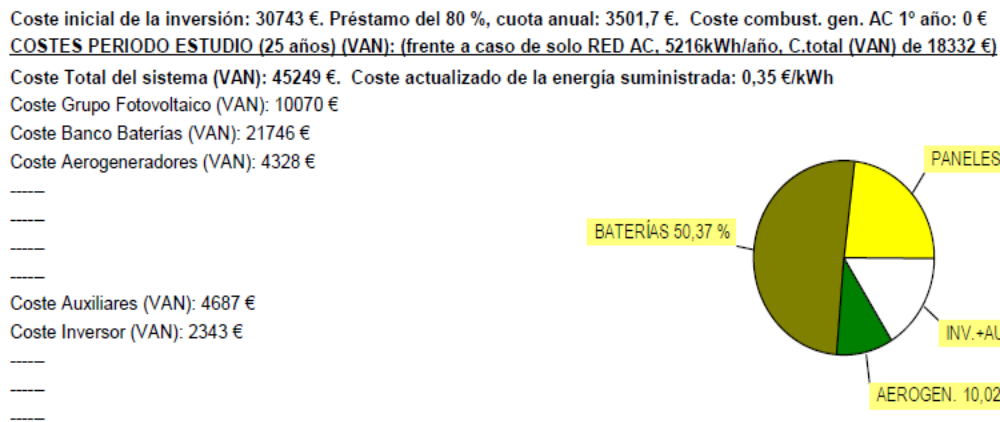 Coste inicial de la inversión: 30743 €. Préstamo del 80 %, cuota anual: 3501,7 €. Coste combust. gen. AC 1º año: 0 €
COSTES PERIODO ESTUDIO (25 años) (VAN): (frente a caso de solo RED AC, 5216kWh/año, C.total (VAN) de 18332 €)
Coste Total del sistema (VAN): 45249 €. Coste actualizado de la energía suministrada: 0,35 €/kWh
Coste Grupo Fotovoltaico (VAN): 10070 €
Coste Banco Baterías (VAN): 21746 €
Coste Aerogeneradores (VAN): 4328 €
------
------
------
------
Coste Auxiliares (VAN): 4687 €
Coste Inversor (VAN): 2343 €
------
------
------
PANELES
BATERÍAS 50,37 %
INV.+AU
AEROGEN. 10,02